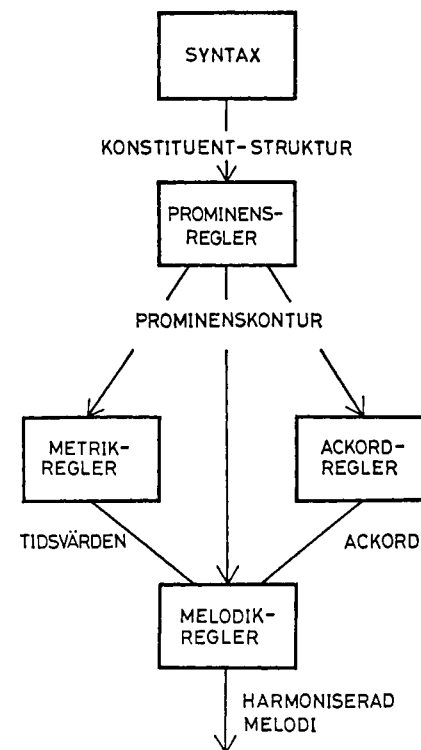 SYNTAX
KONSTITUENT-STRUKTUR
PROMINENS-
REGLER
PROMINENSKONTUR
METRIK-
REGLER
ACKORD-
REGLER
TIDSVÄRDEN
ACKORD
MELODIK-
REGLER
HARMONISERAD
MELODI